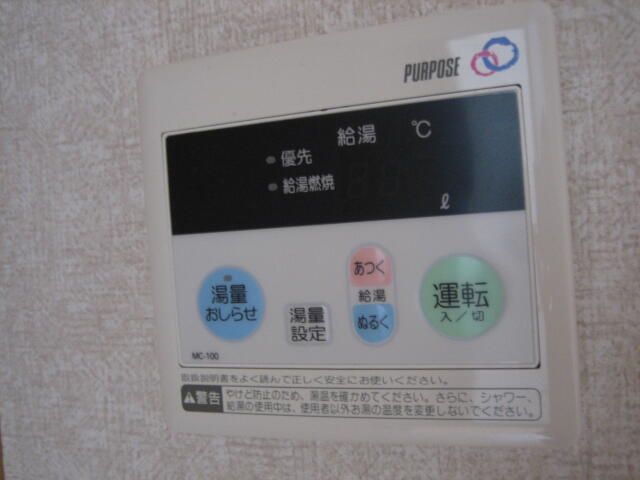 PURPOSE
給湯 ℃
優先
給湯燃焼
ℓ
湯量
おしらせ
湯量
設定
あつく
給湯
ぬるく
運転
入/切
MC-100
取扱説明書をよく読んで正しく安全にお使いください。
警告
やけど防止のため、湯温を確かめてください。さらに、シャワー、
給湯の使用中は、使用者以外お湯の温度を変更しないでください。